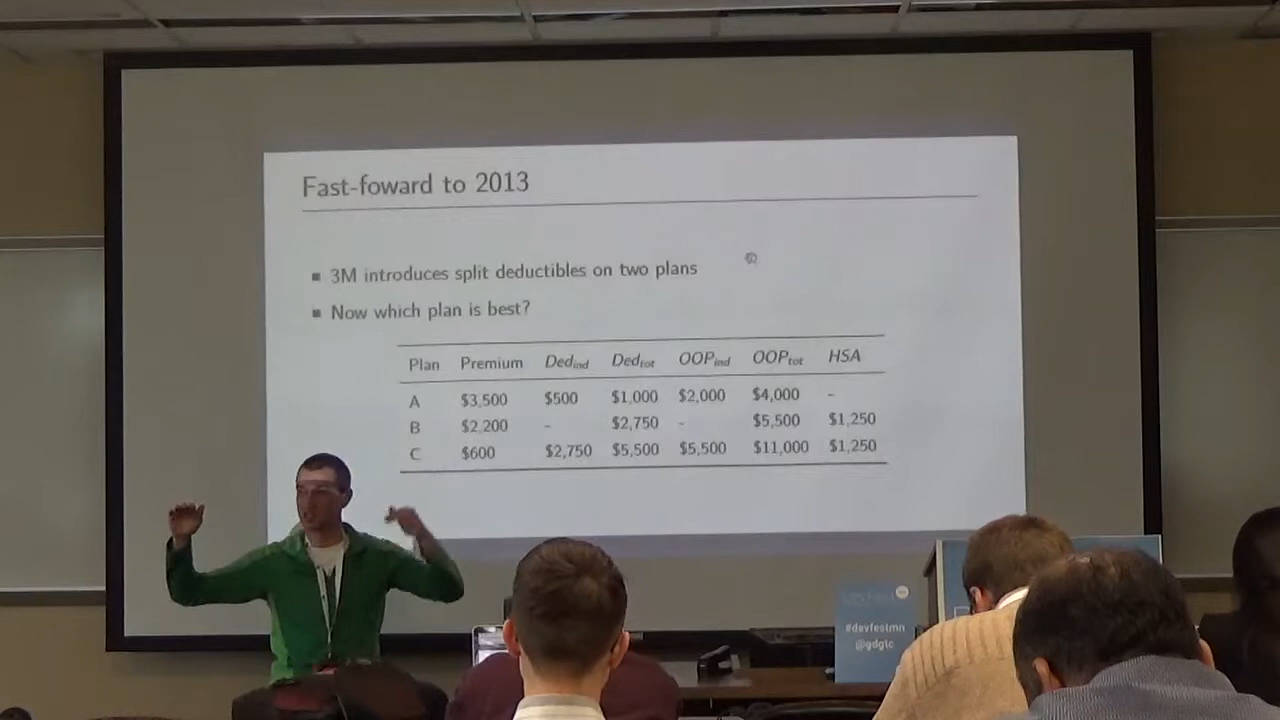 Fast-foward to 2013
▪ 3M introduces split deductibles on two plans
▪ Now which plan is best?
Plan Premium Ded_ind Ded_tot OOP_ind OOP_tot HSA
A $3,500 $500 $1,000 $2,000 $4,000 -
B $2,200 - $2,750 - $5,500 $1,250
C $600 $2,750 $5,500 $5,500 $11,000 $1,250
#devfestmn
@gdgtc